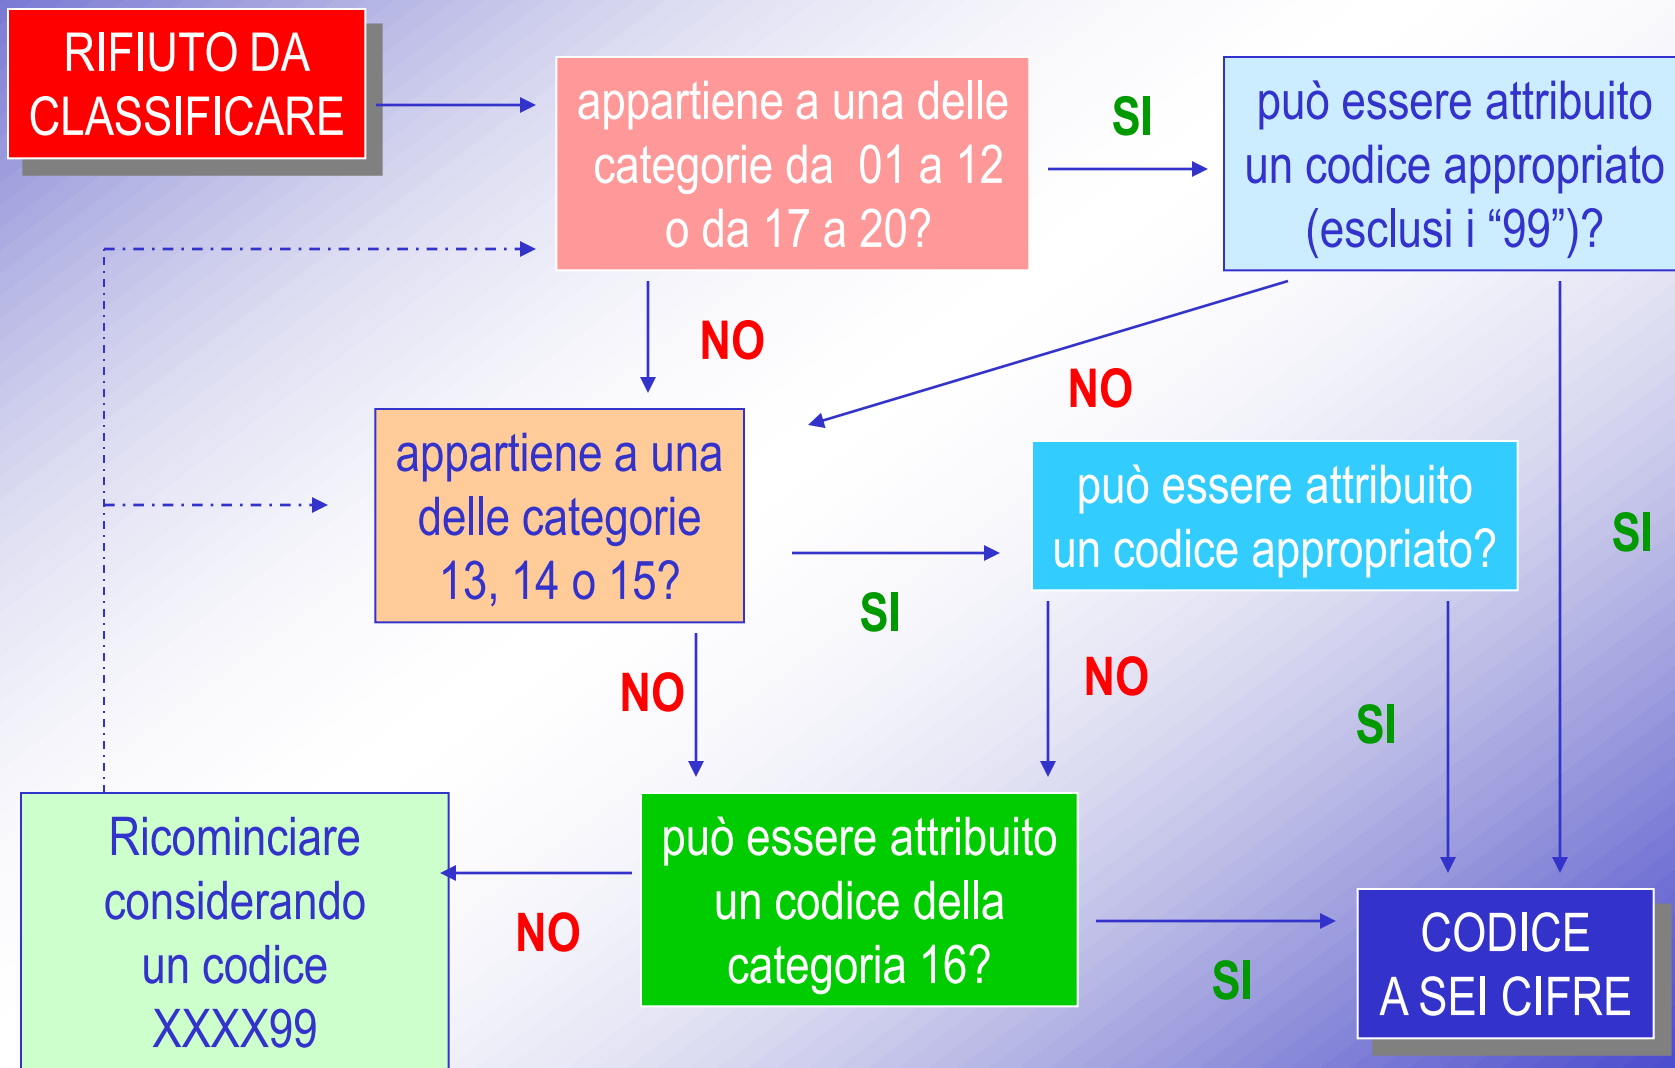 RIFIUTO DA
CLASSIFICARE
appartiene a una delle
categorie da 01 a 12
o da 17 a 20?
SI
può essere attribuito
un codice appropriato
(esclusi i “99”)?
NO
NO
appartiene a una
delle categorie
13, 14 o 15?
SI
può essere attribuito
un codice appropriato?
SI
NO
NO
SI
Ricominciare
considerando
un codice
XXXX99
NO
può essere attribuito
un codice della
categoria 16?
SI
CODICE
A SEI CIFRE